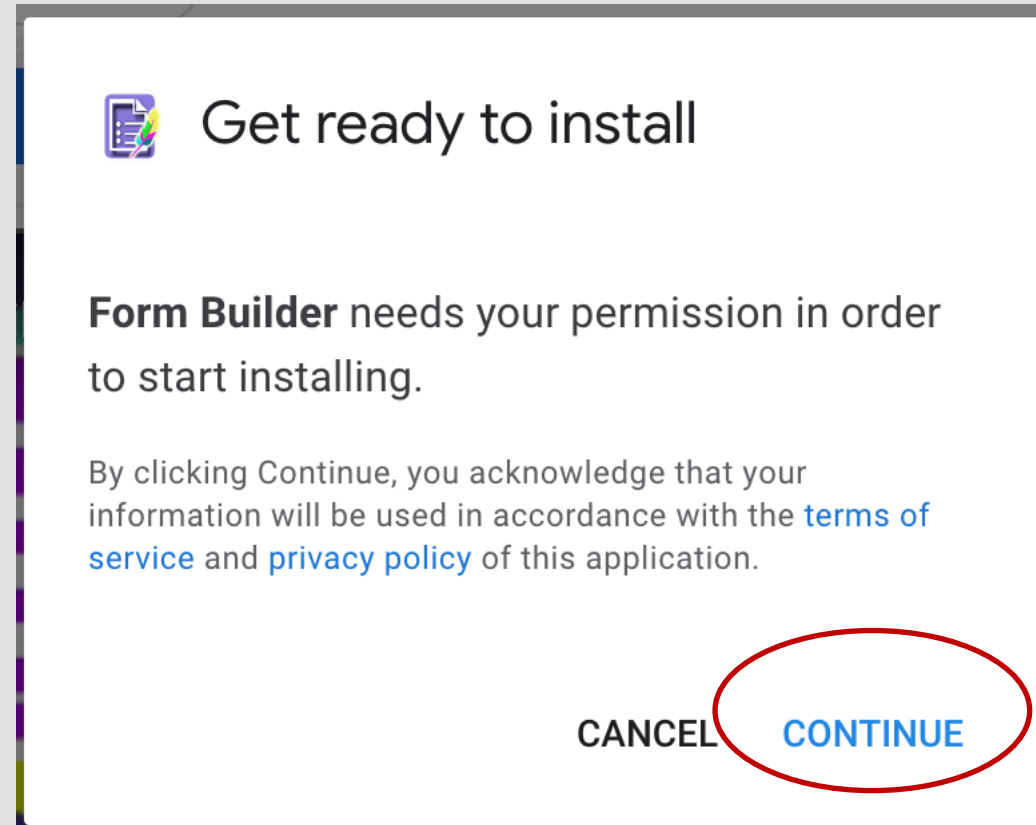 Get ready to install
Form Builder needs your permission in order
to start installing.
By clicking Continue, you acknowledge that your
information will be used in accordance with the terms of
service and privacy policy of this application.
CANCEL CONTINUE